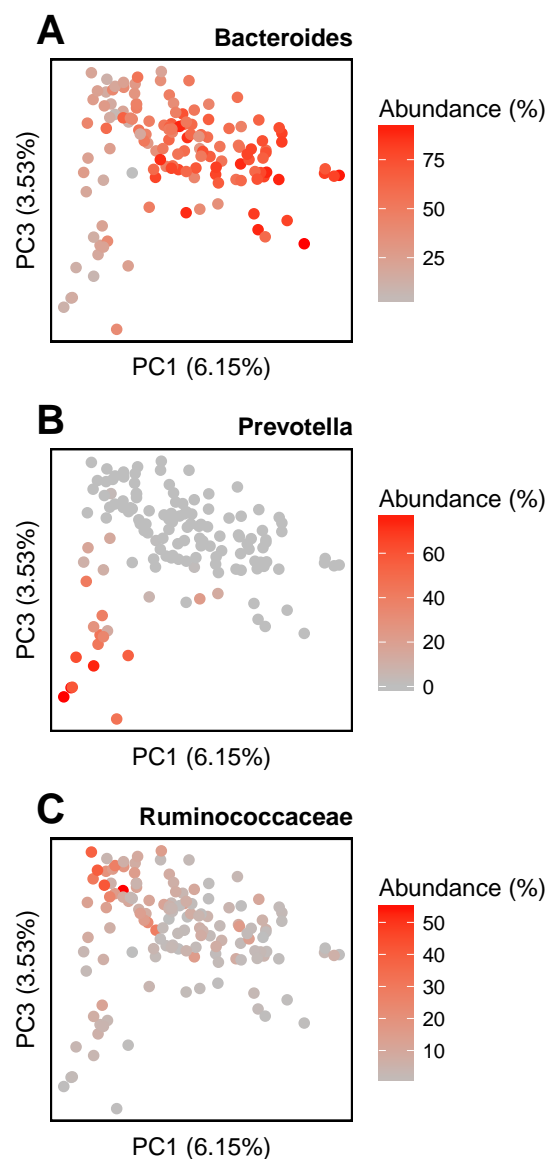 A
Bacteroides
Abundance (%)
75
50
25
PC3 (3.53%)
PC1 (6.15%)
B
Prevotella
Abundance (%)
60
40
20
0
PC3 (3.53%)
PC1 (6.15%)
C
Ruminococcaceae
Abundance (%)
50
40
30
20
10
PC3 (3.53%)
PC1 (6.15%)